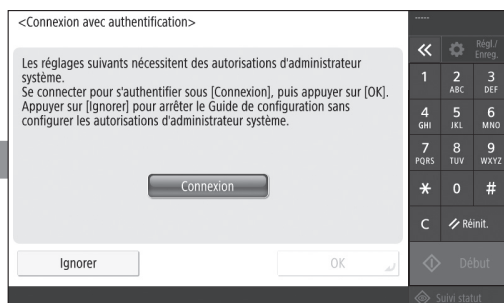 <Connexion avec authentification>
Les réglages suivants nécessitent des autorisations d'administrateur
système.
Se connecter pour s'authentifier sous [Connexion], puis appuyer sur [OK].
Appuyer sur [Ignorer] pour arrêter le Guide de configuration sans
configurer les autorisations d'administrateur système.
Connexion
Ignorer
OK
-----
Régl./
Enreg.
1 2 3
ABC DEF
4 5 6
GHI JKL MNO
7 8 9
PQRS TUV WXYZ
* 0 #
C Réinit.
Début
Suivi statut